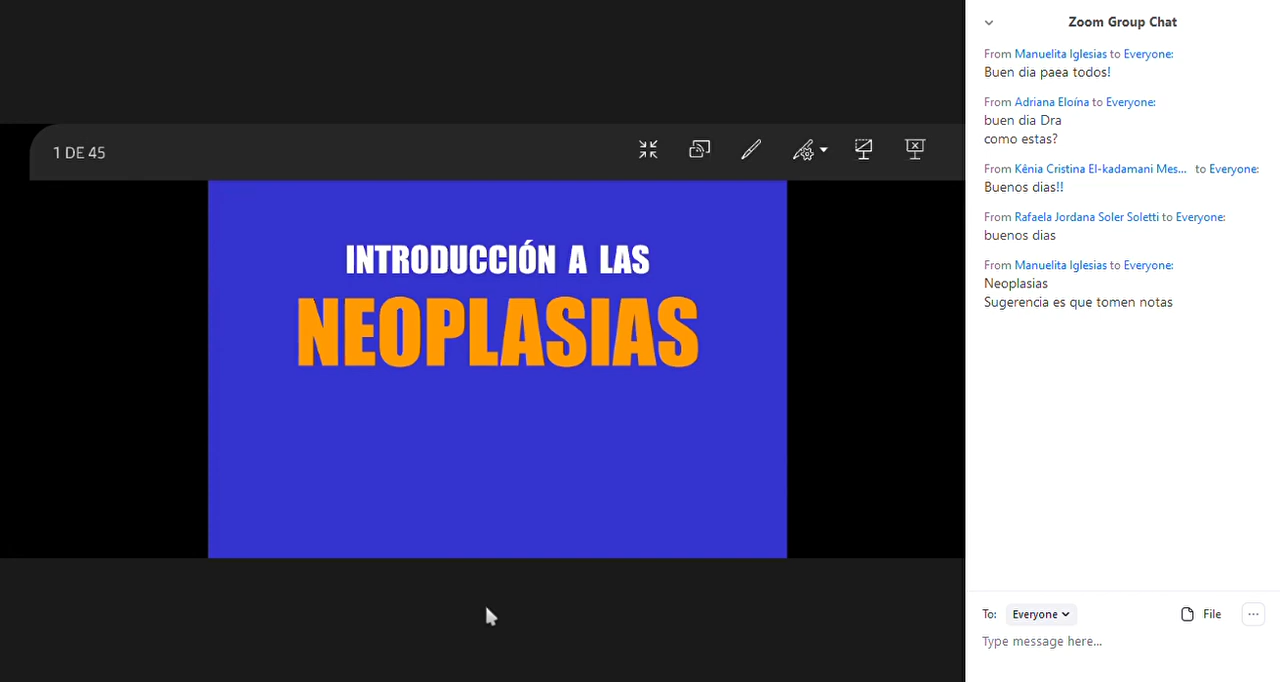 1 DE 45
INTRODUCCIÓN A LAS
NEOPLASIAS
Zoom Group Chat
From Manuelita Iglesias to Everyone:
Buen dia paea todos!
From Adriana Eloína to Everyone:
buen dia Dra
como estas?
From Kênia Cristina El-kadamani Mes... to Everyone:
Buenos dias!!
From Rafaela Jordana Soler Soletti to Everyone:
buenos dias
From Manuelita Iglesias to Everyone:
Neoplasias
Sugerencia es que tomen notas
To: Everyone File ...
Type message here...